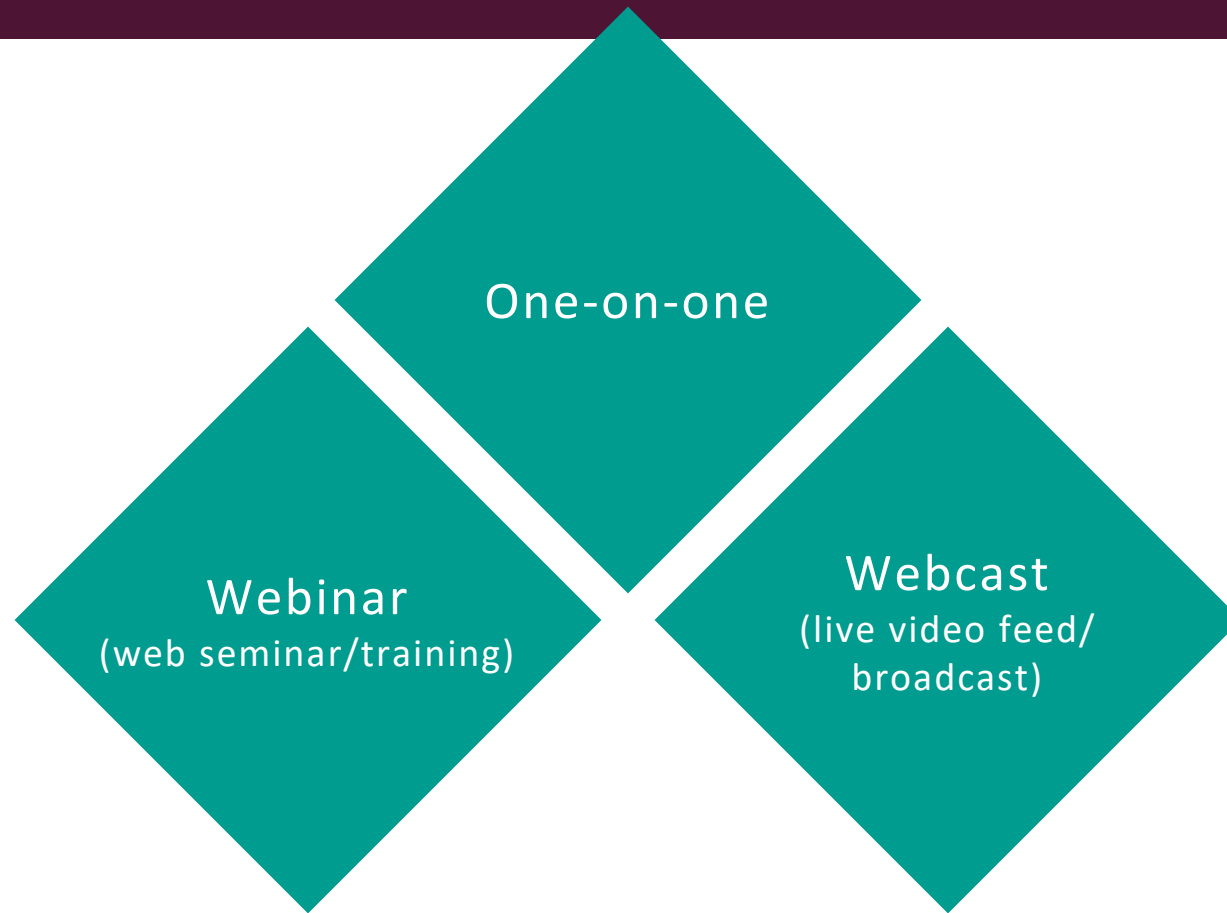 One-on-one
Webinar
(web seminar/training)
Webcast
(live video feed/
broadcast)